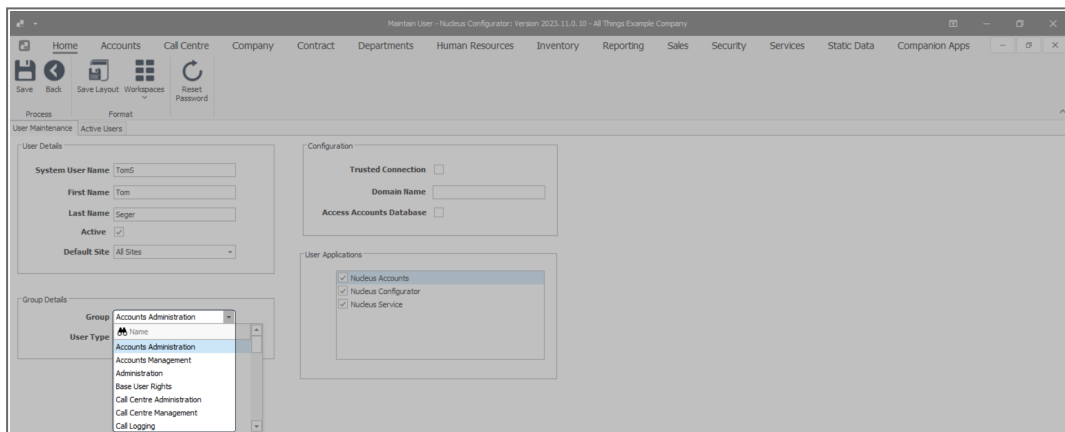 Maintain User - Nucleus Configurator: Version 2023.11.0.10 - All Things Example Company
Home Accounts Call Centre Company Contract Departments Human Resources Inventory Reporting Sales Security Services Static Data Companion Apps
Save Back Save Layout Workspaces Reset Password
Process Format
User Maintenance Active Users
User Details
System User Name TomS
First Name Tom
Last Name Seger
Active
Default Site All Sites
Configuration
Trusted Connection
Domain Name
Access Accounts Database
User Applications
Nucleus Accounts
Nucleus Configurator
Nucleus Service
Group Details
Group Accounts Administration
User Type
Name
Accounts Administration
Accounts Management
Administration
Base User Rights
Call Centre Administration
Call Centre Management
Call Logging